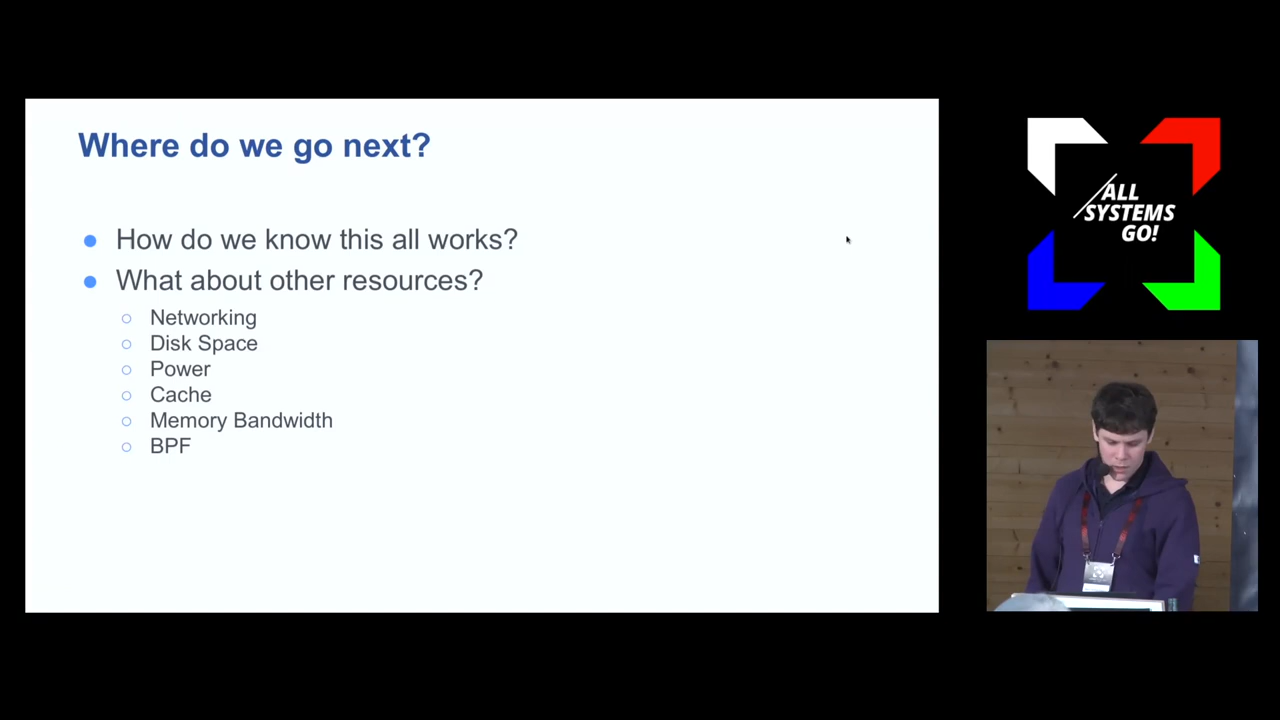 Where do we go next?
How do we know this all works?
What about other resources?
Networking
Disk Space
Power
Cache
Memory Bandwidth
BPF
ALL
SYSTEMS
GO!